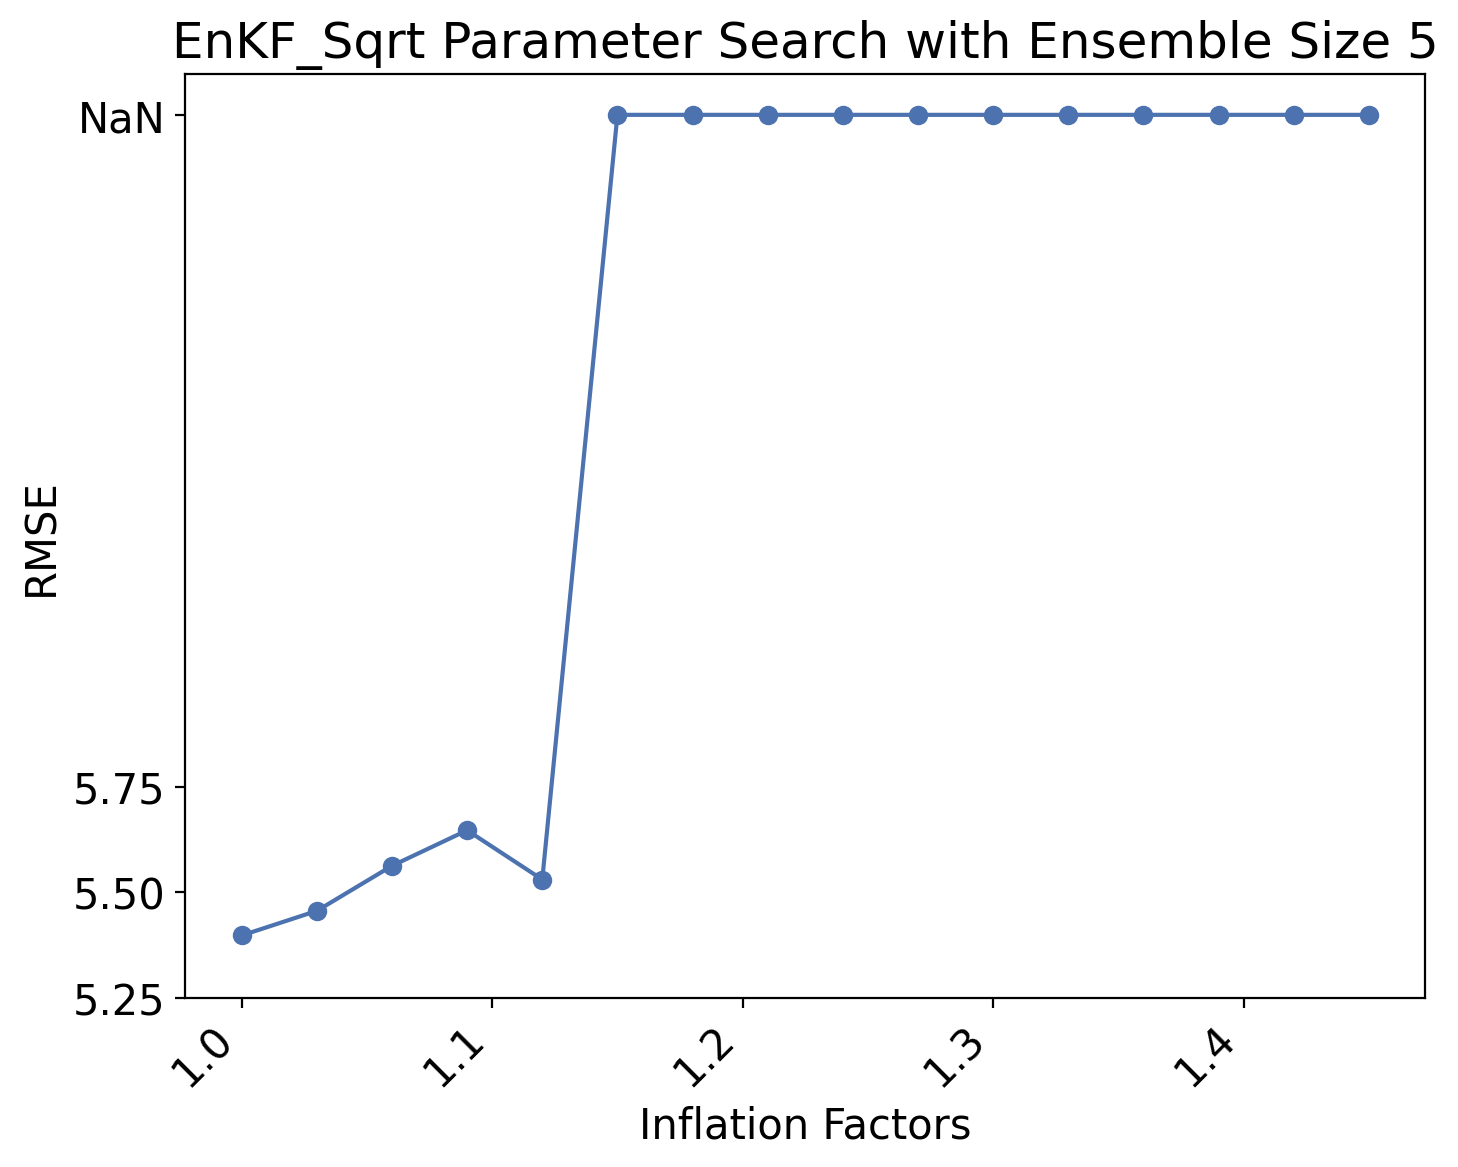 EnKF_Sqrt Parameter Search with Ensemble Size 5
NaN
RMSE
5.75
5.50
5.25
1.0 1.1 1.2 1.3 1.4
Inflation Factors